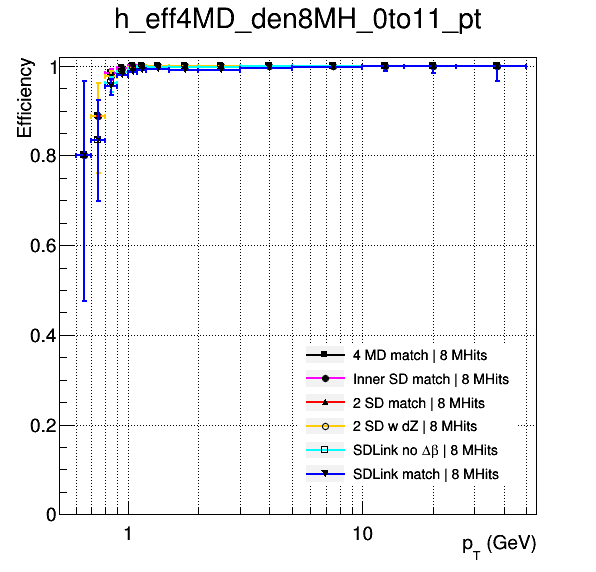 h_eff4MD_den8MH_0to11_pt
Efficiency
1
0.8
0.6
0.4
0.2
0
4 MD match | 8 MHits
Inner SD match | 8 MHits
2 SD match | 8 MHits
2 SD w dZ | 8 MHits
SDLink no Δβ | 8 MHits
SDLink match | 8 MHits
1 10
p_T (GeV)